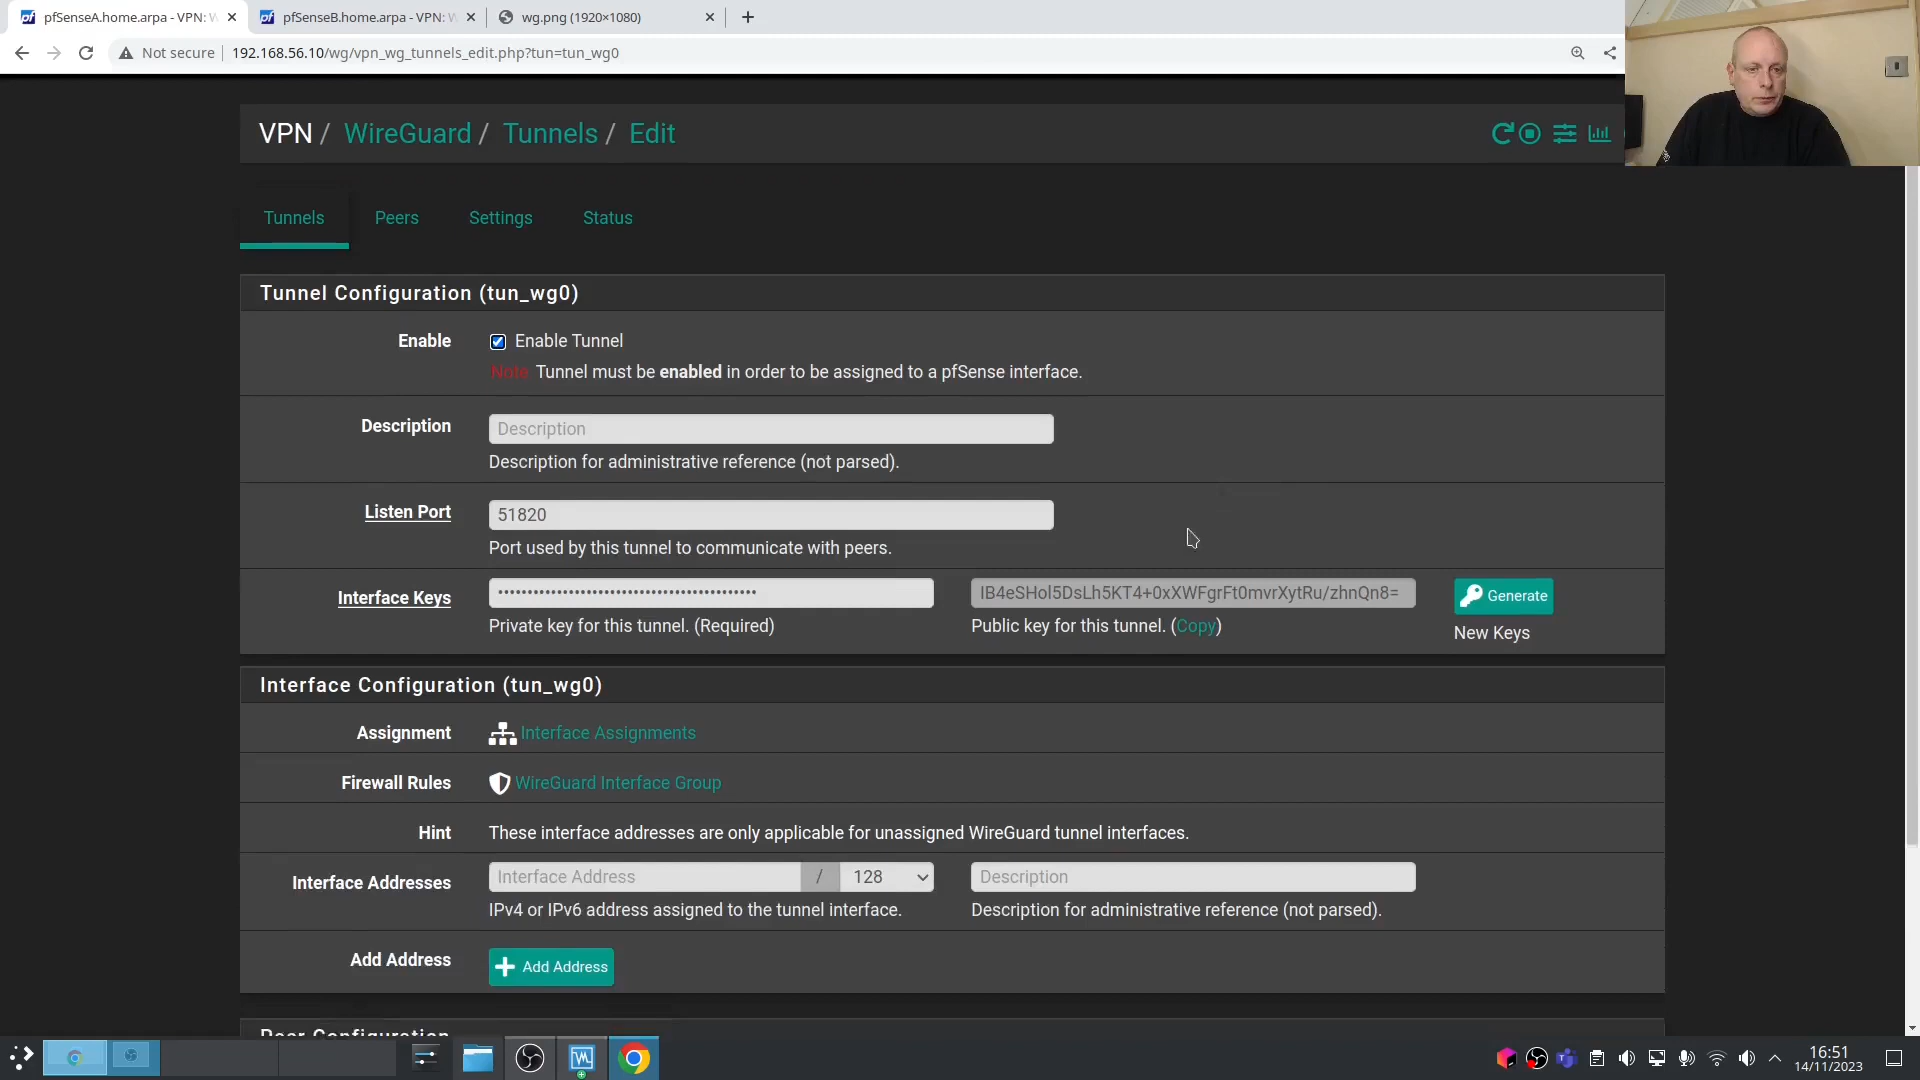 pfSenseA.home.arpa - VPN: W
pfSenseB.home.arpa - VPN: W
wg.png (1920×1080)
Not secure
192.168.56.10/wg/vpn_wg_tunnels_edit.php?tun=tun_wg0
VPN / WireGuard / Tunnels / Edit
Tunnels Peers Settings Status
Tunnel Configuration (tun_wg0)
Enable
Enable Tunnel
Note: Tunnel must be enabled in order to be assigned to a pfSense interface.
Description
Description
Description for administrative reference (not parsed).
Listen Port
51820
Port used by this tunnel to communicate with peers.
Interface Keys
IB4eSHol5DsLh5KT4+0xXWFgrFt0mvrXytRu/zhnQn8=
Generate
Private key for this tunnel. (Required)
Public key for this tunnel. (Copy)
New Keys
Interface Configuration (tun_wg0)
Assignment
Interface Assignments
Firewall Rules
WireGuard Interface Group
Hint
These interface addresses are only applicable for unassigned WireGuard tunnel interfaces.
Interface Addresses
Interface Address / 128
Description
IPv4 or IPv6 address assigned to the tunnel interface.
Description for administrative reference (not parsed).
Add Address
Add Address
Peer Configuration
16:51
14/11/2023